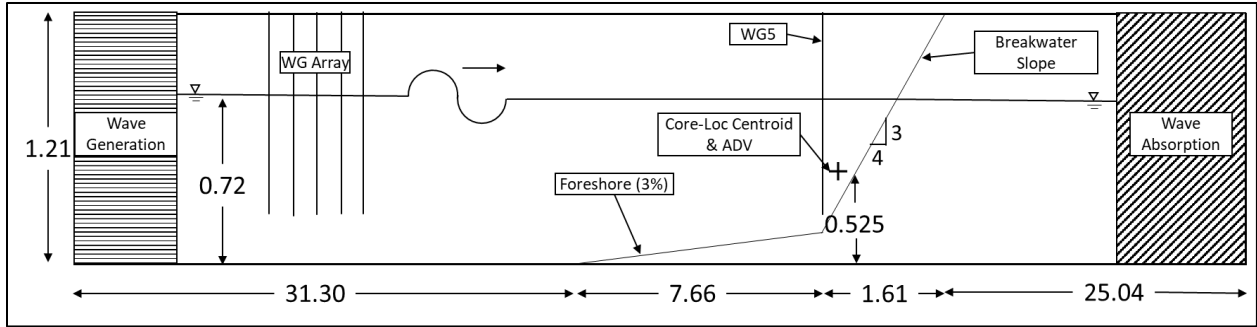 WG5
Breakwater
Slope
WG Array
Wave
Generation
Core-Loc Centroid
& ADV
Wave
Absorption
1.21
3
4
0.72
Foreshore (3%)
0.525
31.30
7.66
1.61
25.04